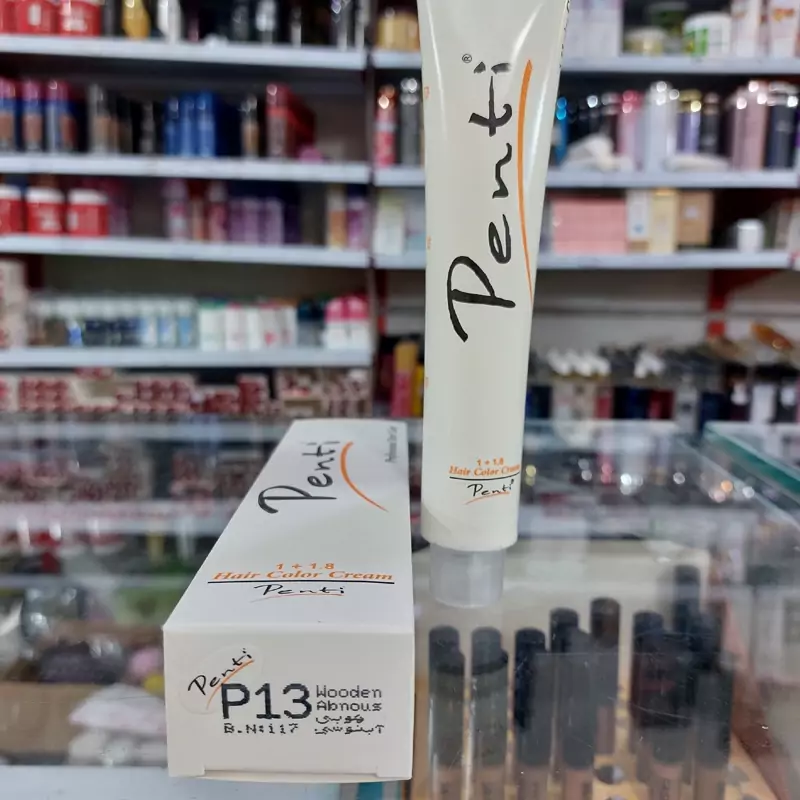 Penti
®
1 + 1.8
Hair Color Cream
Penti
Penti
1 + 1.8
Hair Color Cream
Penti
Penti
P13
Wooden
Abnous
چوبی
آبنوسی
B.N:117